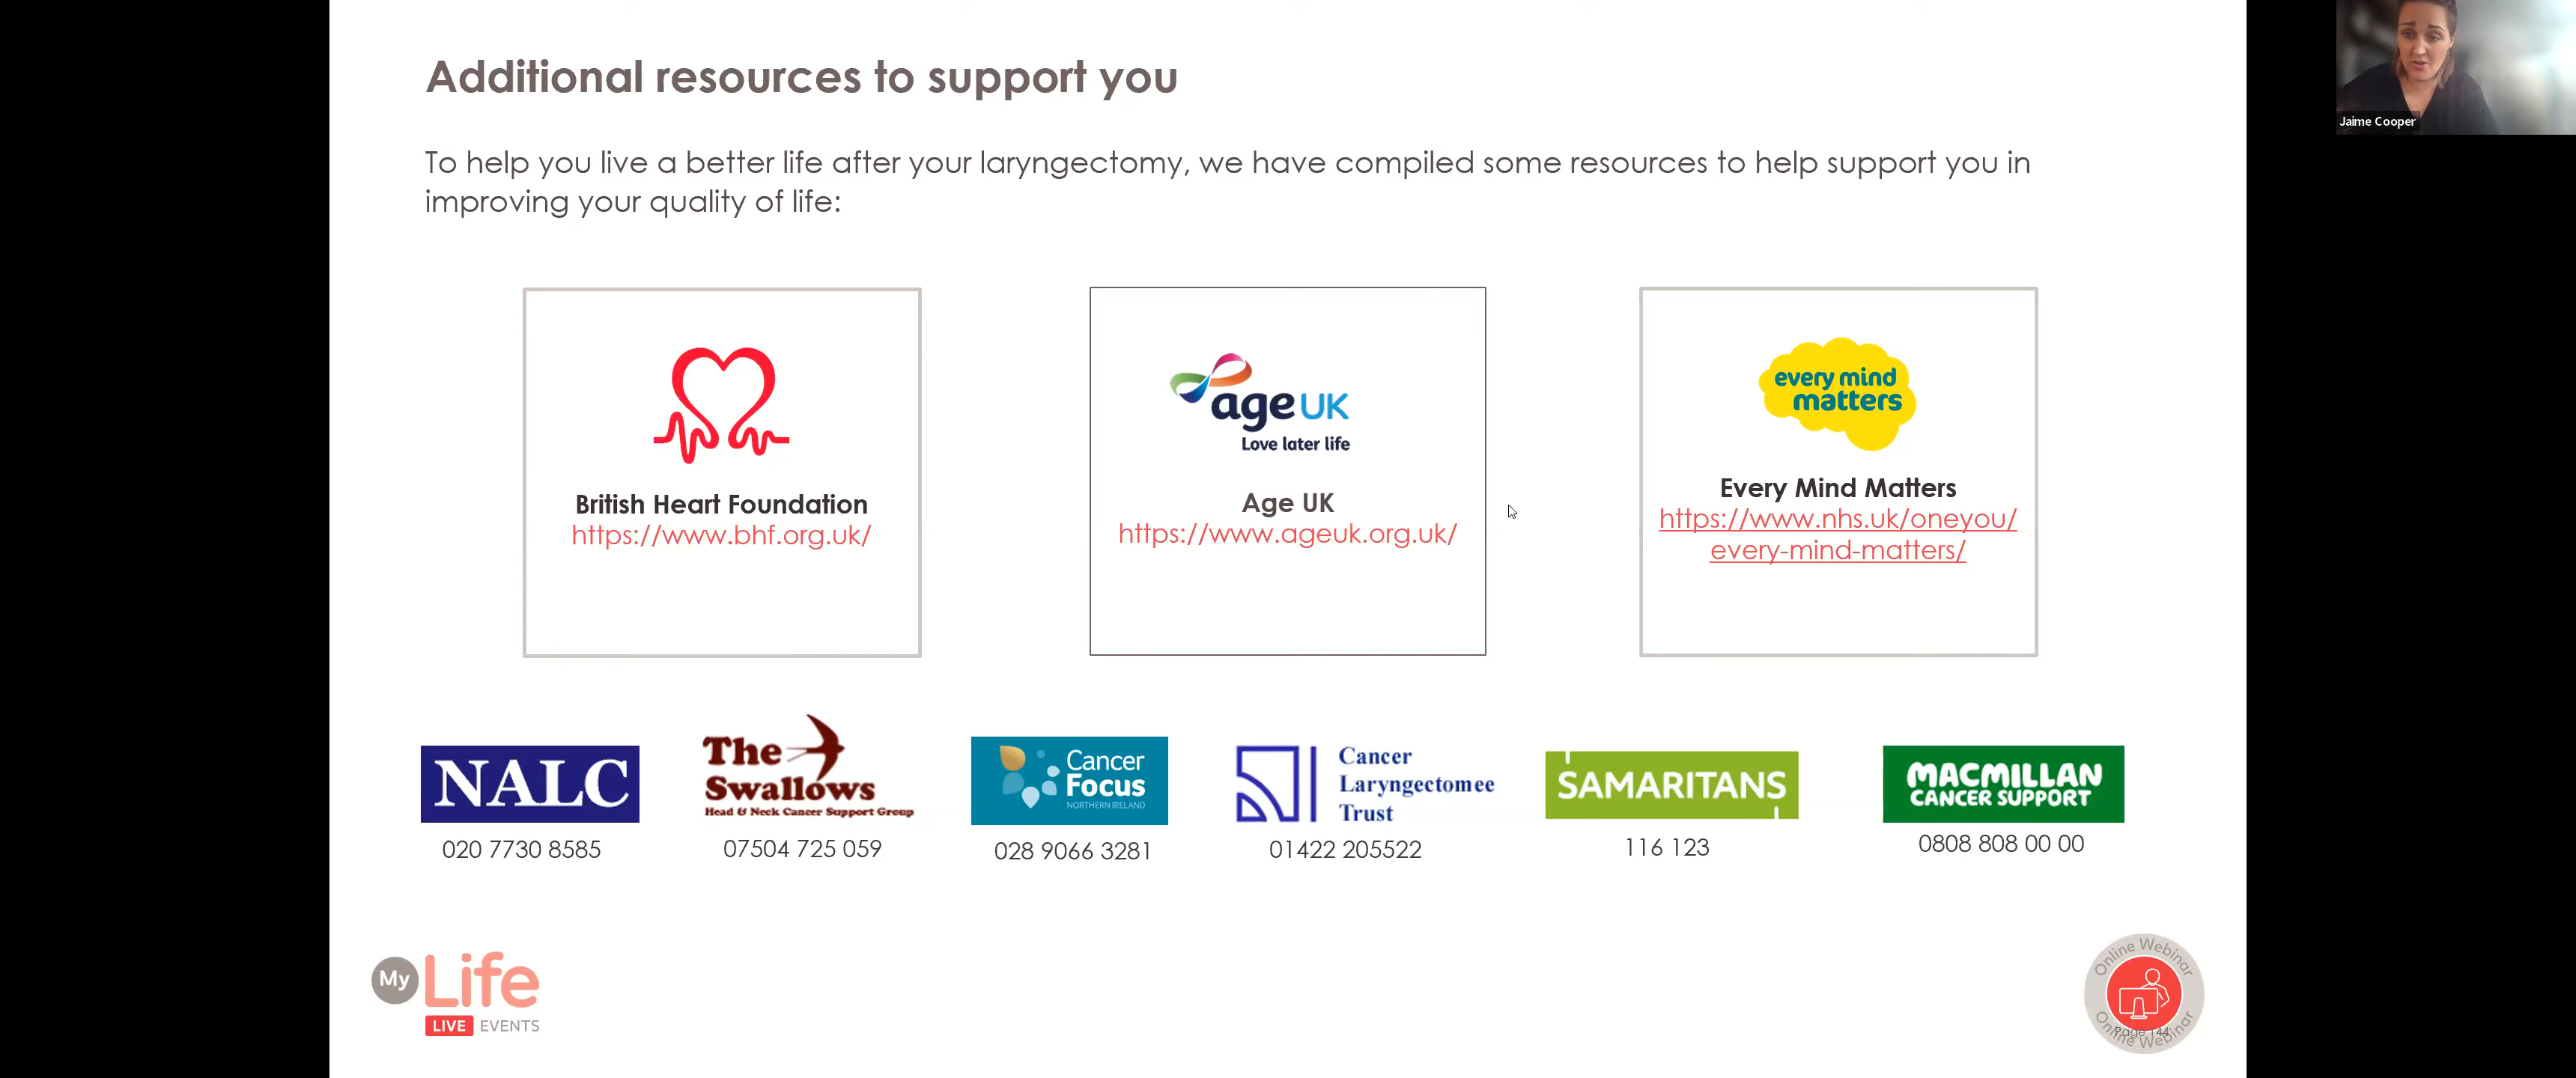 Additional resources to support you
Jaime Cooper
To help you live a better life after your laryngectomy, we have compiled some resources to help support you in
improving your quality of life:
British Heart Foundation
https://www.bhf.org.uk/
age UK
Love later life
Age UK
https://www.ageuk.org.uk/
every mind
matters
Every Mind Matters
https://www.nhs.uk/oneyou/
every-mind-matters/
NALC
020 7730 8585
The
Swallows
Head & Neck Cancer Support Group
07504 725 059
Cancer
Focus
NORTHERN IRELAND
028 9066 3281
Cancer
Laryngectomee
Trust
01422 205522
SAMARITANS
116 123
MACMILLAN
CANCER SUPPORT
0808 808 00 00
My Life
LIVE EVENTS
Online Webinar
Online Webinar
Page 144